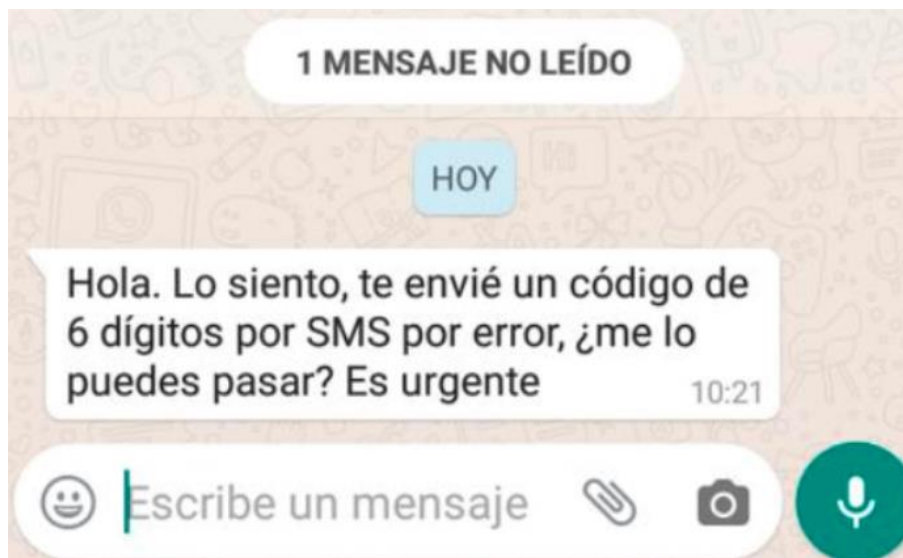 1 MENSAJE NO LEÍDO
HOY
Hola. Lo siento, te envié un código de
6 dígitos por SMS por error, ¿me lo
puedes pasar? Es urgente
10:21
Escribe un mensaje